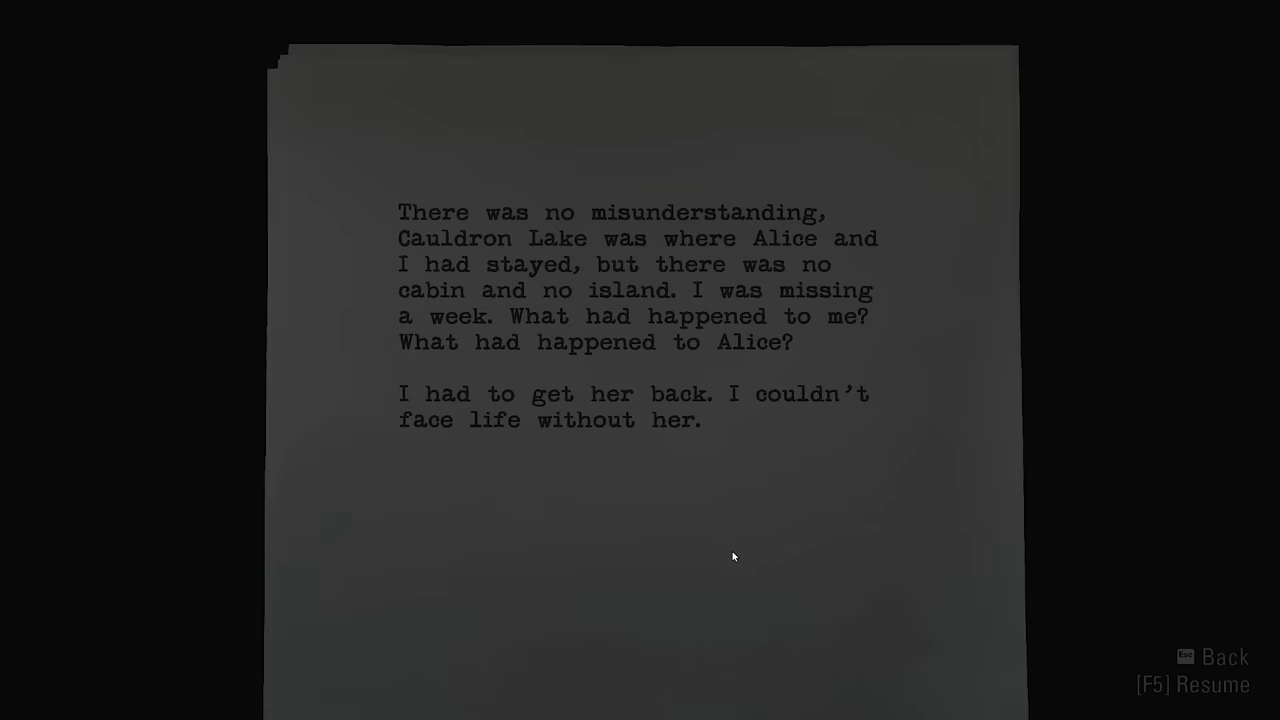 There was no misunderstanding,
Cauldron Lake was where Alice and
I had stayed, but there was no
cabin and no island. I was missing
a week. What had happened to me?
What had happened to Alice?
I had to get her back. I couldn't
face life without her.
Esc Back
[F5] Resume